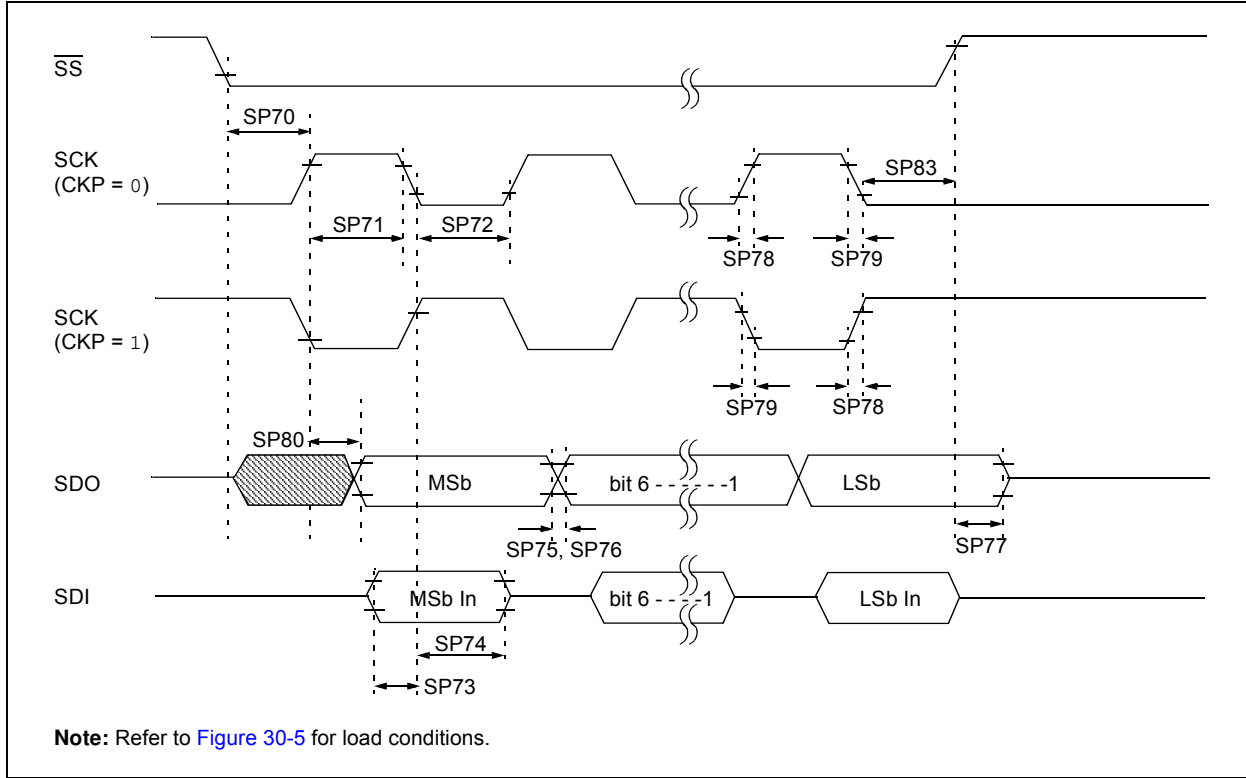 SS
SP70
SCK
(CKP = 0)
SP83
SP71
SP72
SP78
SP79
SCK
(CKP = 1)
SP79
SP78
SP80
SDO
MSb
bit 6 - - - - - -1
LSb
SP75, SP76
SP77
SDI
MSb In
bit 6 - - - -1
LSb In
SP74
SP73
Note: Refer to Figure 30-5 for load conditions.